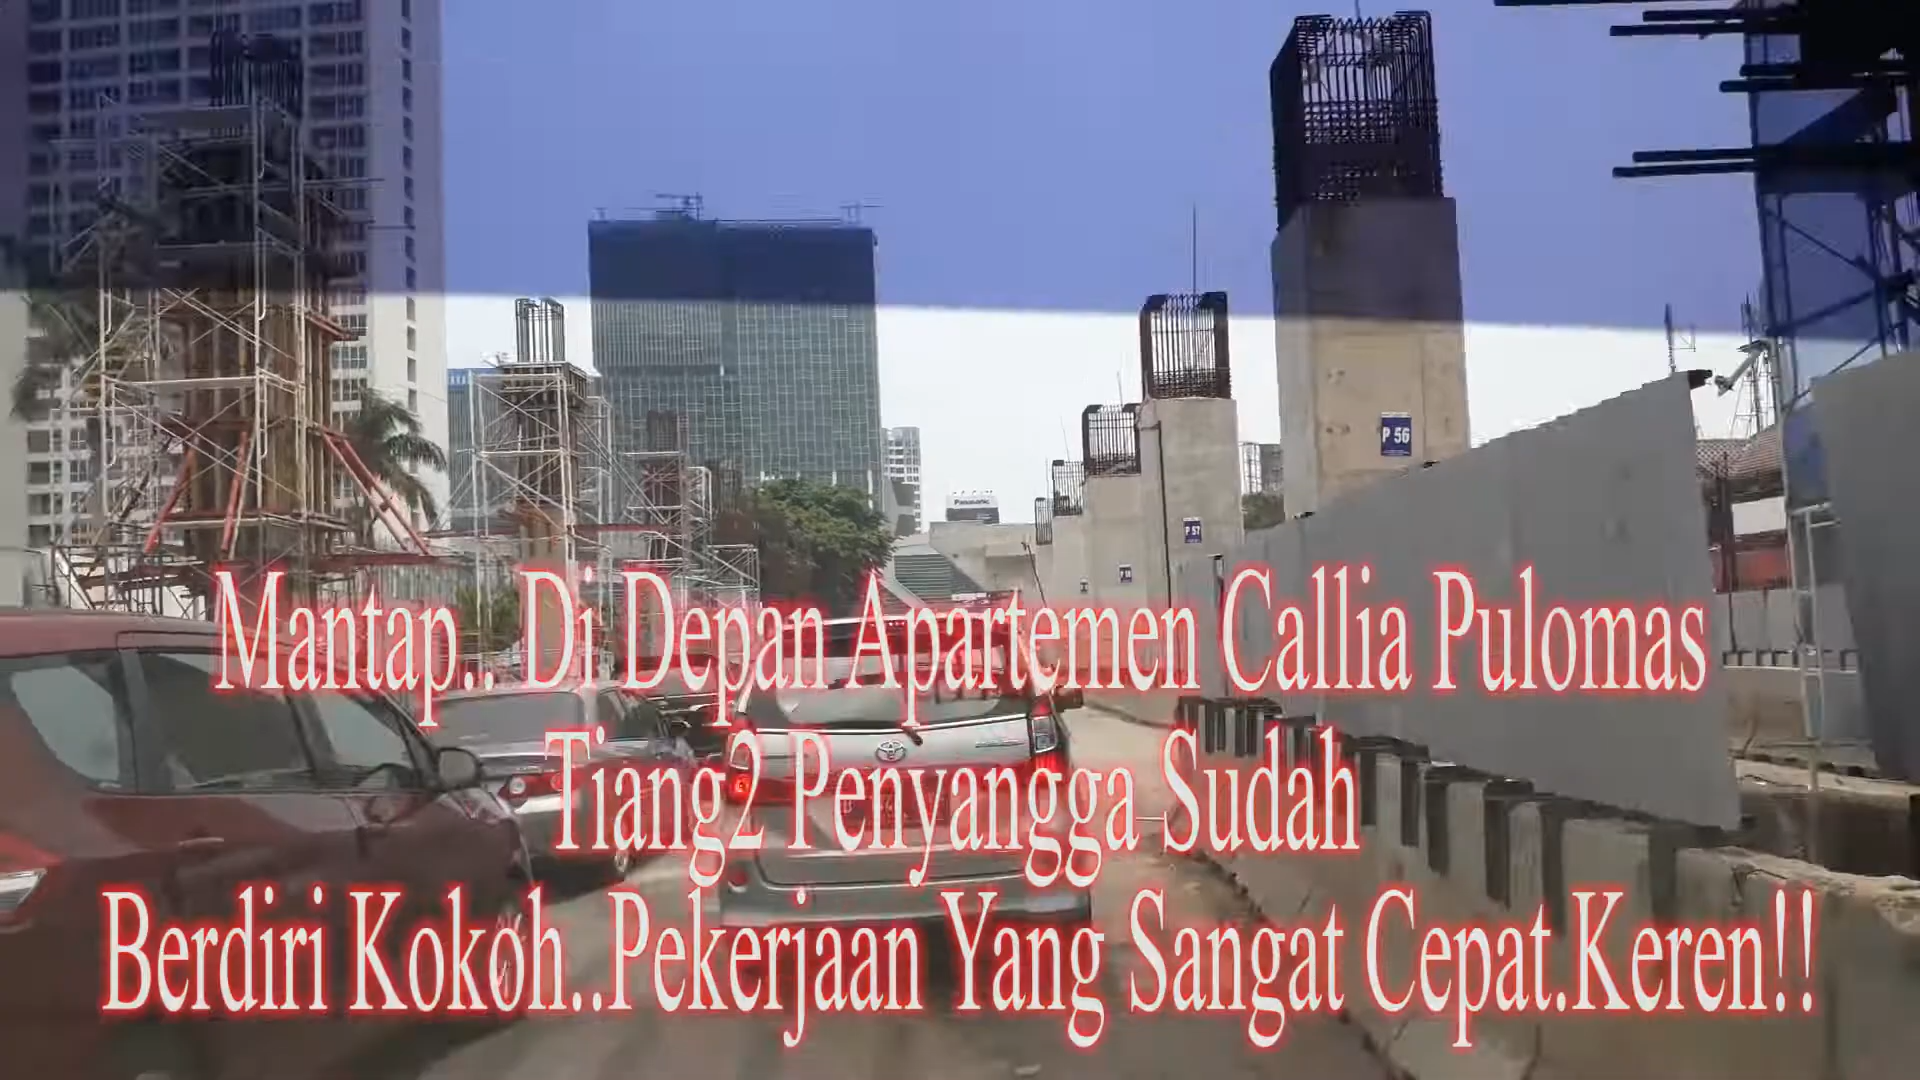 Panasonic
P 56
P 57
Mantap.. Di Depan Apartemen Callia Pulomas
Tiang2 Penyangga Sudah
Berdiri Kokoh..Pekerjaan Yang Sangat Cepat.Keren!!